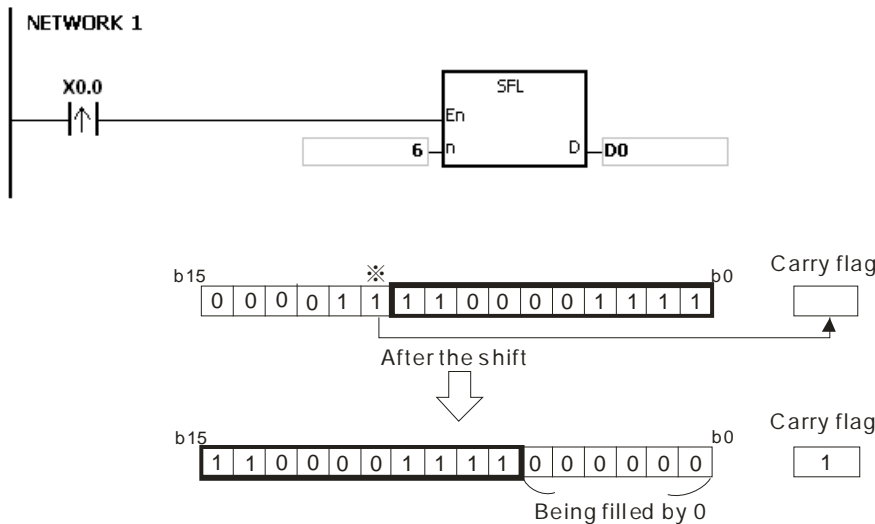 NETWORK 1
X0.0
SFL
En
6 n D D0
b15 ※ b0 Carry flag
0 0 0 0 1 1 1 1 0 0 0 0 1 1 1 1
After the shift
b15 b0 Carry flag
1 1 0 0 0 0 1 1 1 1 0 0 0 0 0 0 1
Being filled by 0